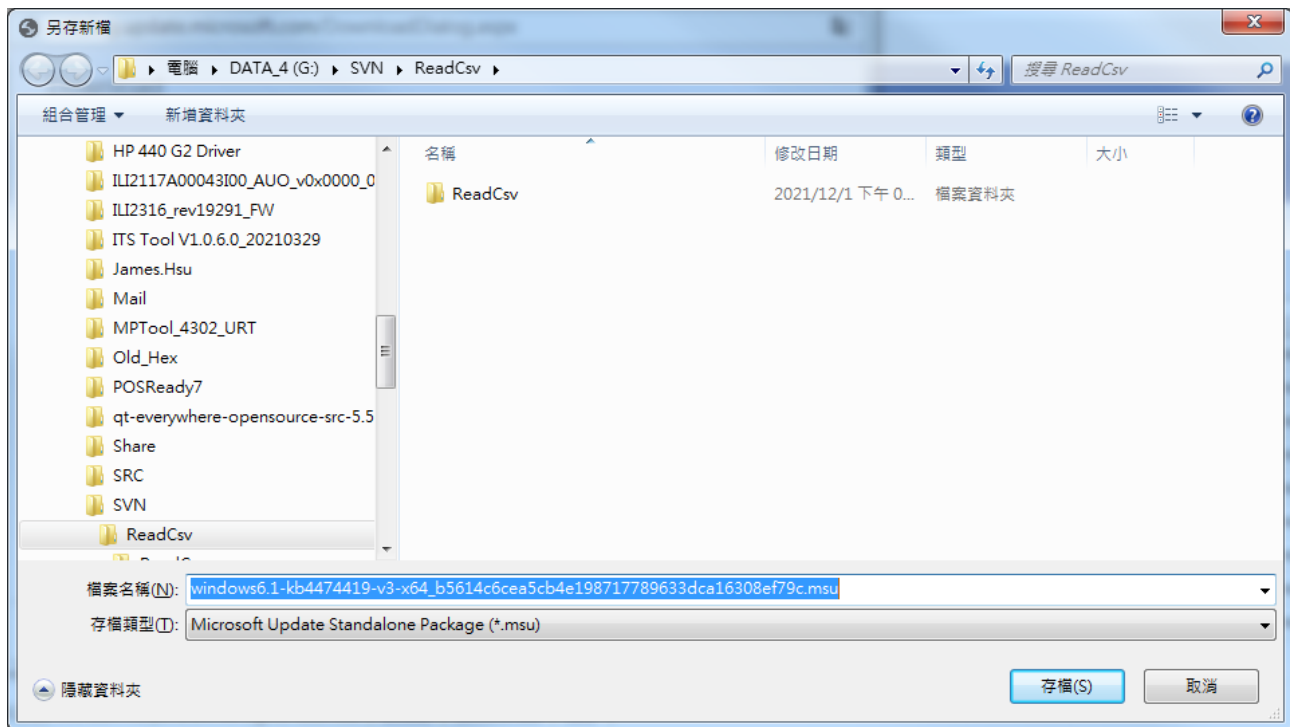 另存新檔
電腦 ▸ DATA_4 (G:) ▸ SVN ▸ ReadCsv ▸
搜尋 ReadCsv
組合管理 新增資料夾
HP 440 G2 Driver
ILI2117A00043I00_AUO_v0x0000_0
ILI2316_rev19291_FW
ITS Tool V1.0.6.0_20210329
James.Hsu
Mail
MPTool_4302_URT
Old_Hex
POSReady7
qt-everywhere-opensource-src-5.5
Share
SRC
SVN
ReadCsv
名稱 修改日期 類型 大小
ReadCsv 2021/12/1 下午 0... 檔案資料夾
檔案名稱(N): windows6.1-kb4474419-v3-x64_b5614c6cea5cb4e198717789633dca16308ef79c.msu
存檔類型(T): Microsoft Update Standalone Package (*.msu)
隱藏資料夾
存檔(S) 取消